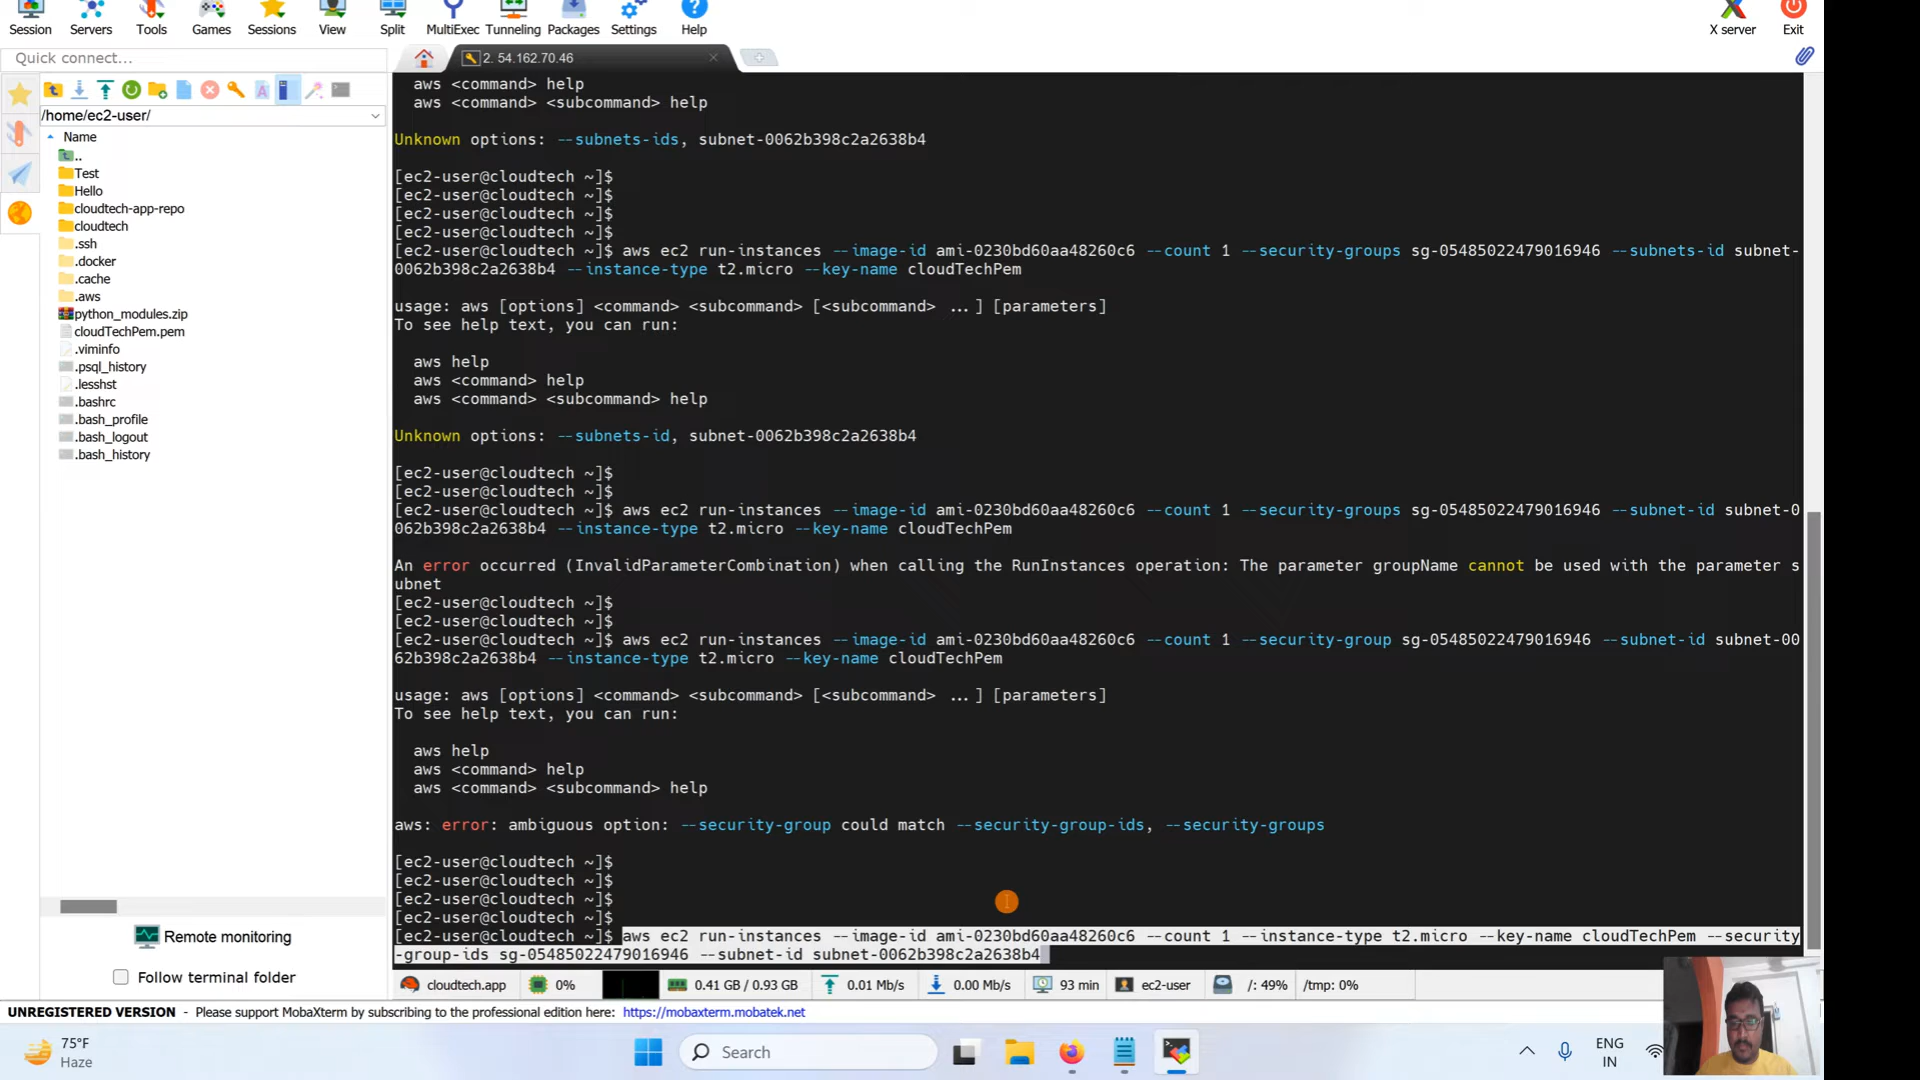 Session
Servers
Tools
Games
Sessions
View
Split
MultiExec
Tunneling
Packages
Settings
Help
X server
Exit
Quick connect...
2. 54.162.70.46
/home/ec2-user/
Name
..
Test
Hello
cloudtech-app-repo
cloudtech
.ssh
.docker
.cache
.aws
python_modules.zip
cloudTechPem.pem
.viminfo
.psql_history
.lesshst
.bashrc
.bash_profile
.bash_logout
.bash_history
Remote monitoring
Follow terminal folder
aws <command> help
aws <command> <subcommand> help
Unknown options: --subnets-ids, subnet-0062b398c2a2638b4
[ec2-user@cloudtech ~]$
[ec2-user@cloudtech ~]$
[ec2-user@cloudtech ~]$
[ec2-user@cloudtech ~]$
[ec2-user@cloudtech ~]$ aws ec2 run-instances --image-id ami-0230bd60aa48260c6 --count 1 --security-groups sg-05485022479016946 --subnets-id subnet-
0062b398c2a2638b4 --instance-type t2.micro --key-name cloudTechPem
usage: aws [options] <command> <subcommand> [<subcommand> ...] [parameters]
To see help text, you can run:
aws help
aws <command> help
aws <command> <subcommand> help
Unknown options: --subnets-id, subnet-0062b398c2a2638b4
[ec2-user@cloudtech ~]$
[ec2-user@cloudtech ~]$
[ec2-user@cloudtech ~]$ aws ec2 run-instances --image-id ami-0230bd60aa48260c6 --count 1 --security-groups sg-05485022479016946 --subnet-id subnet-0
062b398c2a2638b4 --instance-type t2.micro --key-name cloudTechPem
An error occurred (InvalidParameterCombination) when calling the RunInstances operation: The parameter groupName cannot be used with the parameter s
ubnet
[ec2-user@cloudtech ~]$
[ec2-user@cloudtech ~]$
[ec2-user@cloudtech ~]$ aws ec2 run-instances --image-id ami-0230bd60aa48260c6 --count 1 --security-group sg-05485022479016946 --subnet-id subnet-00
62b398c2a2638b4 --instance-type t2.micro --key-name cloudTechPem
usage: aws [options] <command> <subcommand> [<subcommand> ...] [parameters]
To see help text, you can run:
aws help
aws <command> help
aws <command> <subcommand> help
aws: error: ambiguous option: --security-group could match --security-group-ids, --security-groups
[ec2-user@cloudtech ~]$
[ec2-user@cloudtech ~]$
[ec2-user@cloudtech ~]$
[ec2-user@cloudtech ~]$
[ec2-user@cloudtech ~]$ aws ec2 run-instances --image-id ami-0230bd60aa48260c6 --count 1 --instance-type t2.micro --key-name cloudTechPem --security
-group-ids sg-05485022479016946 --subnet-id subnet-0062b398c2a2638b4
cloudtech.app
0%
0.41 GB / 0.93 GB
0.01 Mb/s
0.00 Mb/s
93 min
ec2-user
/: 49%
/tmp: 0%
UNREGISTERED VERSION - Please support MobaXterm by subscribing to the professional edition here: https://mobaxterm.mobatek.net
75°F
Haze
Search
ENG
IN